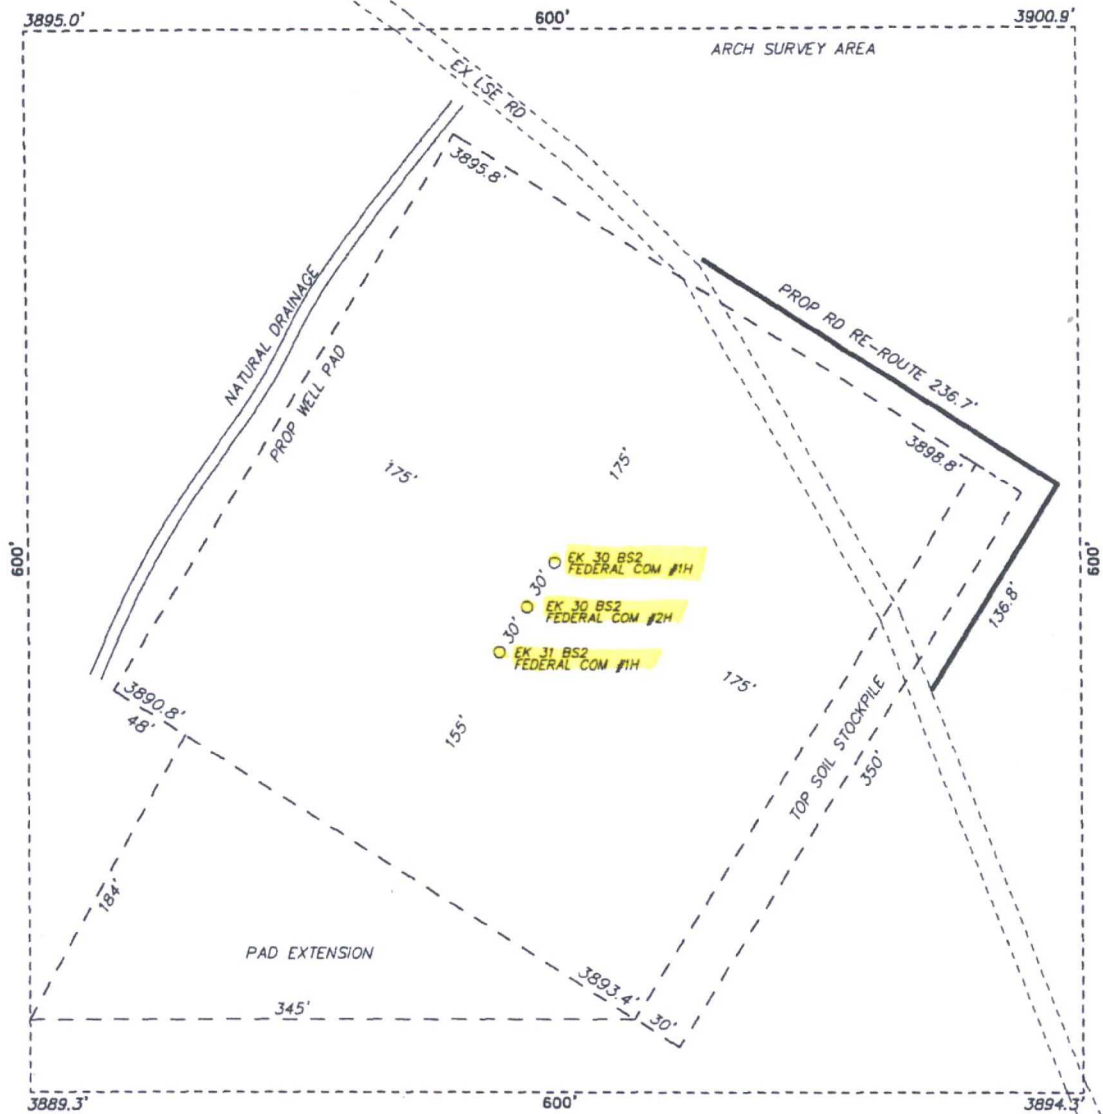 3895.0'
600'
3900.9'
ARCH SURVEY AREA
EX LSE RD
3895.8'
NATURAL DRAINAGE
PROP WELL PAD
PROP RD RE-ROUTE 236.7'
3898.8'
175'
175'
600'
600'
EK 30 BS2
FEDERAL COM #1H
30'
EK 30 BS2
FEDERAL COM #2H
30'
EK 31 BS2
FEDERAL COM #1H
136.8'
175'
3890.8'
48'
155'
TOP SOIL STOCKPILE
350'
184'
PAD EXTENSION
3893.4'
345'
30'
3889.3'
600'
3894.3'